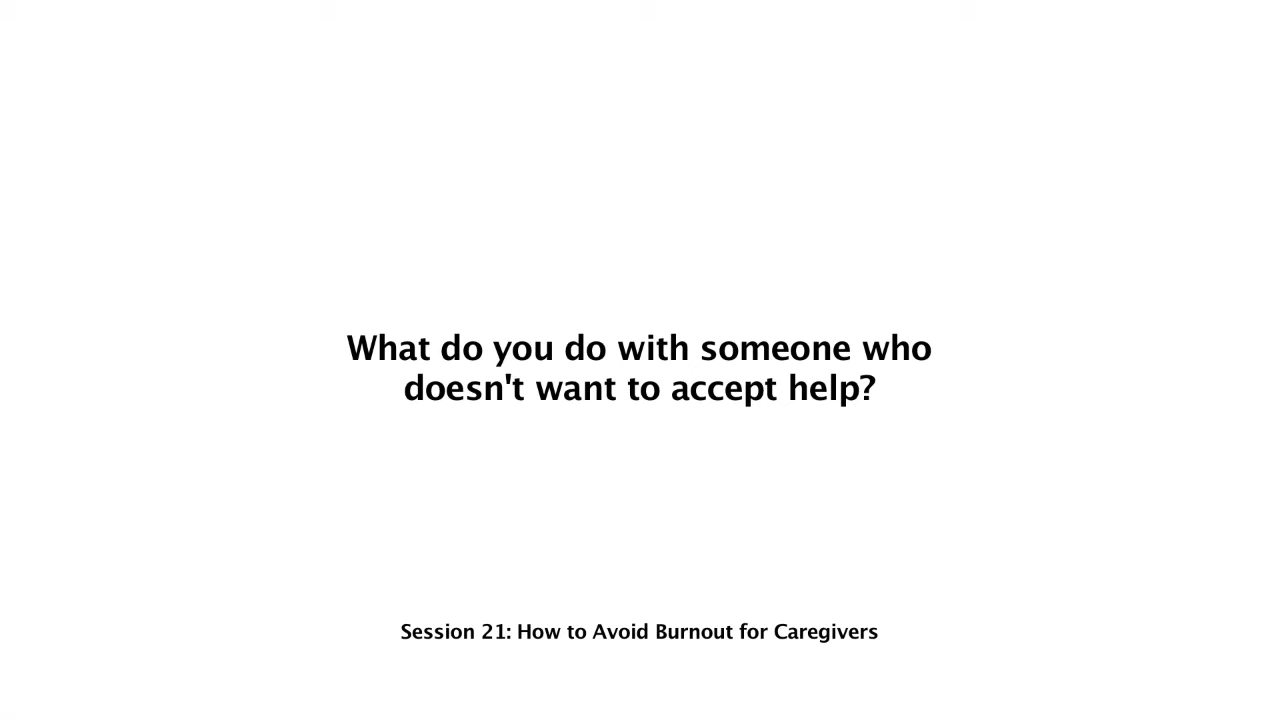 What do you do with someone who
doesn't want to accept help?
Session 21: How to Avoid Burnout for Caregivers